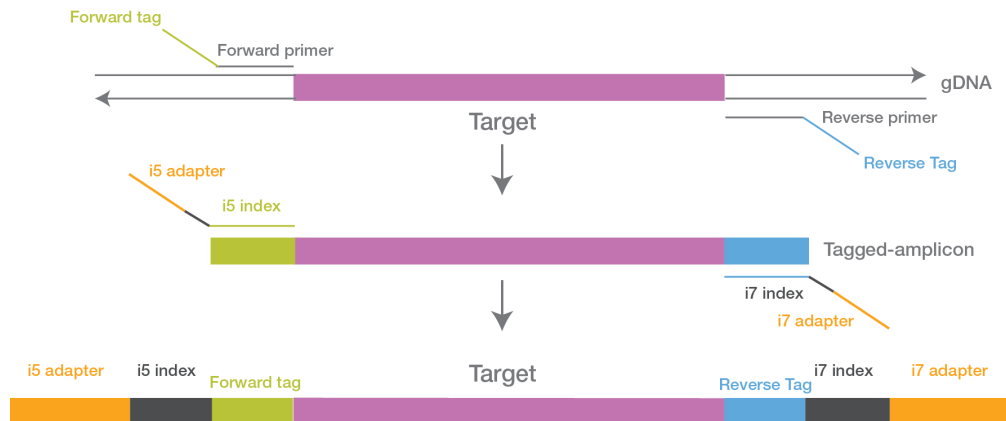 Forward tag
Forward primer
gDNA
Target
Reverse primer
Reverse Tag
i5 adapter
i5 index
Tagged-amplicon
i7 index
i7 adapter
i5 adapter
i5 index
Forward tag
Target
Reverse Tag
i7 index
i7 adapter